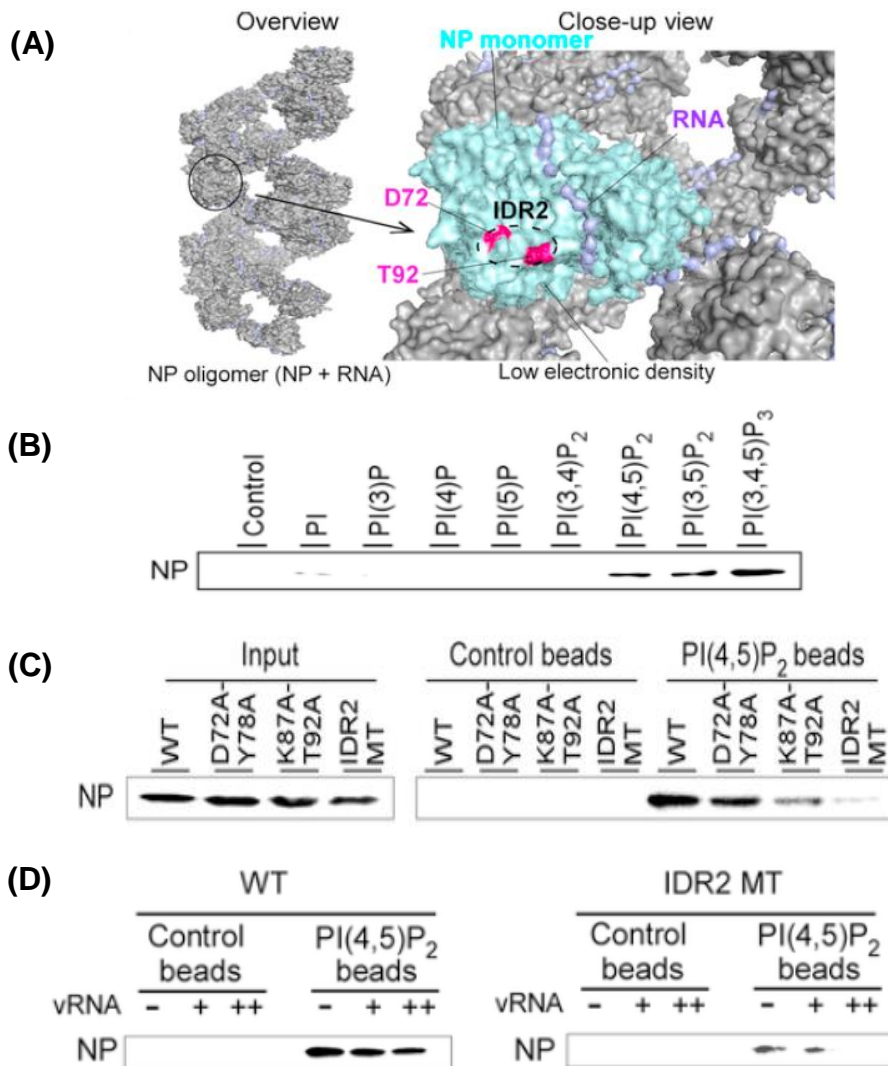 (A)
Overview
Close-up view
NP monomer
RNA
D72
IDR2
T92
NP oligomer (NP + RNA)
Low electronic density
(B)
Control
PI
PI(3)P
PI(4)P
PI(5)P
PI(3,4)P2
PI(4,5)P2
PI(3,5)P2
PI(3,4,5)P3
NP
(C)
Input
Control beads
PI(4,5)P2 beads
WT
D72A-
Y78A
K87A-
T92A
IDR2
MT
WT
D72A-
Y78A
K87A-
T92A
IDR2
MT
WT
D72A-
Y78A
K87A-
T92A
IDR2
MT
NP
(D)
WT
IDR2 MT
Control
beads
PI(4,5)P2
beads
Control
beads
PI(4,5)P2
beads
vRNA - + ++ - + ++
vRNA - + ++ - + ++
NP
NP